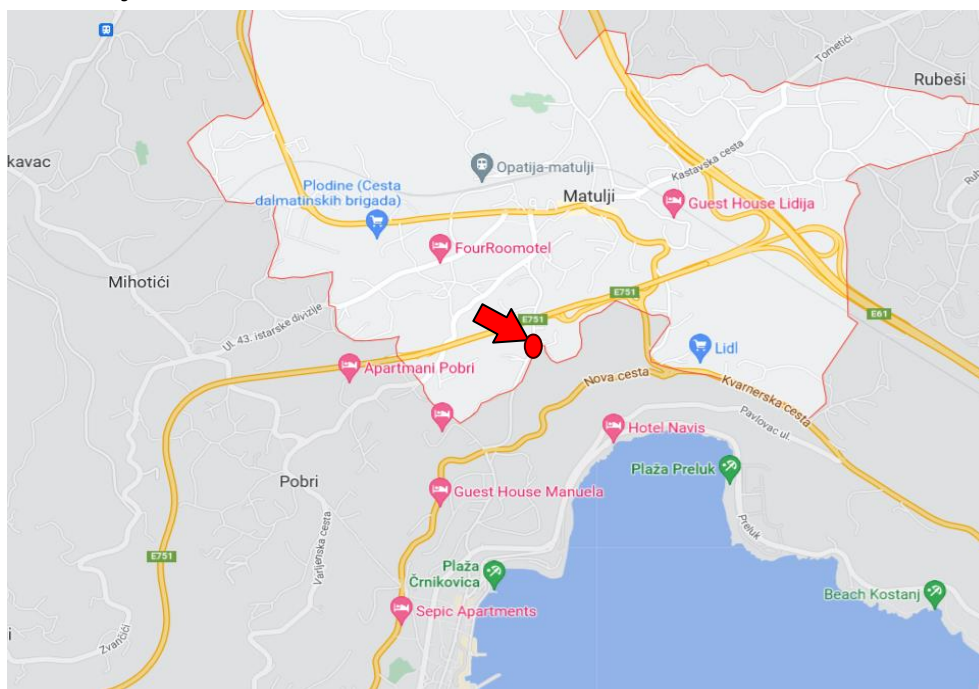 Rubeši
Tometići
kavac
Opatija-matulji
Kastavska cesta
Plodine (Cesta
dalmatinskih brigada)
Matulji
Guest House Lidija
FourRoomotel
Mihotići
E751
E751
E61
Ul. 43. istarske divizije
Lidl
Apartmani Pobri
Nova cesta
Kvarnerska cesta
Pavlovac ul.
Hotel Navis
Plaža Preluk
Pobri
Guest House Manuela
Preluk
Varljenska cesta
E751
Plaža
Črnikovica
Beach Kostanj
Sepic Apartments
Zvančići